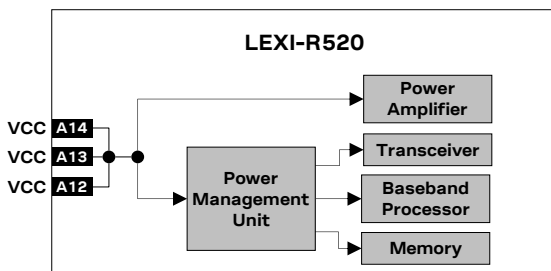 LEXI-R520
Power
Amplifier
VCC A14
VCC A13
VCC A12
Transceiver
Power
Management
Unit
Baseband
Processor
Memory